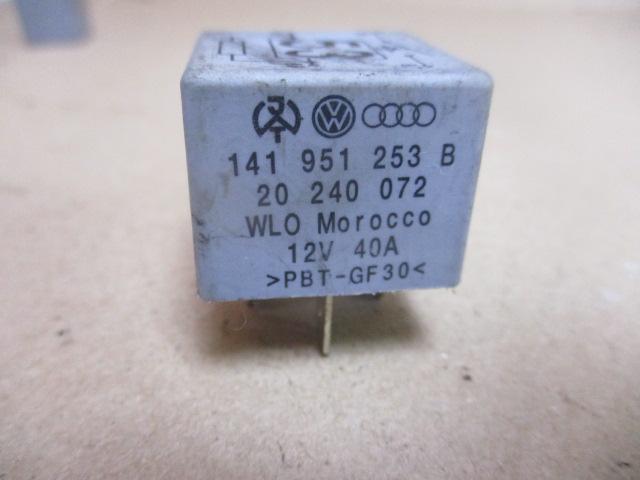 141 951 253 B
20 240 072
WLO Morocco
12V 40A
>PBT-GF30<